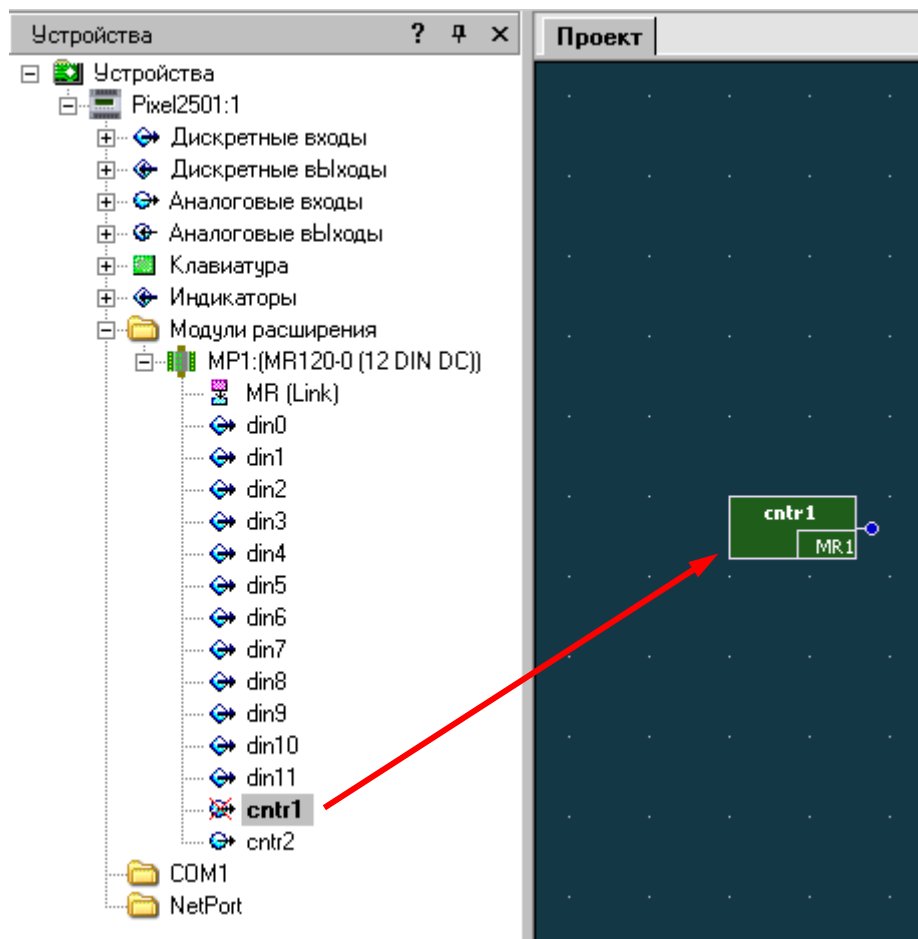 Устройства ? Проект
Устройства
Pixel2501:1
Дискретные входы
Дискретные вЫходы
Аналоговые входы
Аналоговые вЫходы
Клавиатура
Индикаторы
Модули расширения
MP1:(MR120-0 (12 DIN DC))
MR (Link)
din0
din1
din2
din3
din4
din5
din6
din7
din8
din9
din10
din11
cntr1
cntr2
COM1
NetPort
cntr1
MR1